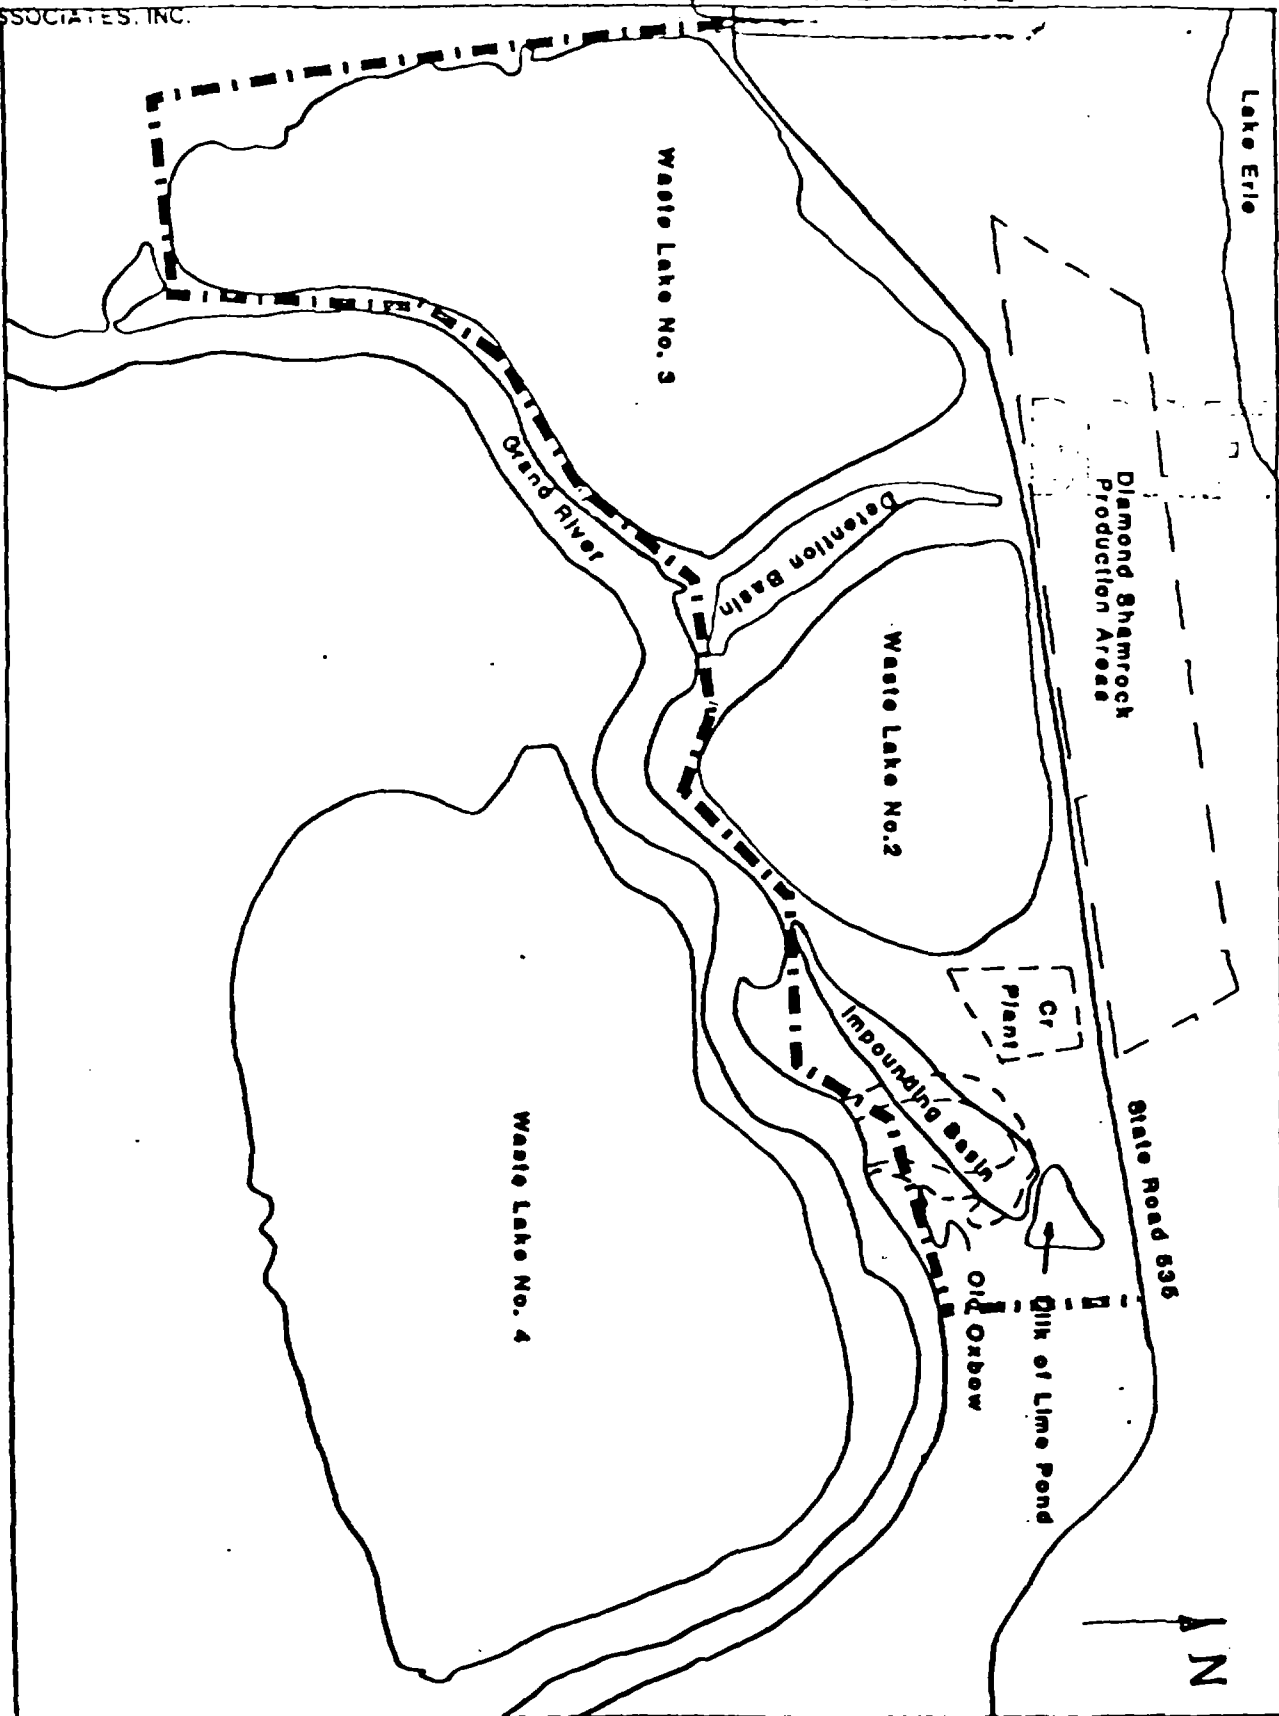 SSOCIATES, INC.
Lake Erie
Diamond Shamrock
Production Areas
Waste Lake No. 3
Detention Basin
Grand River
Waste Lake No.2
Cr
Plant
State Road 535
Impounding Basin
Milk of Lime Pond
Old Oxbow
Waste Lake No. 4
N